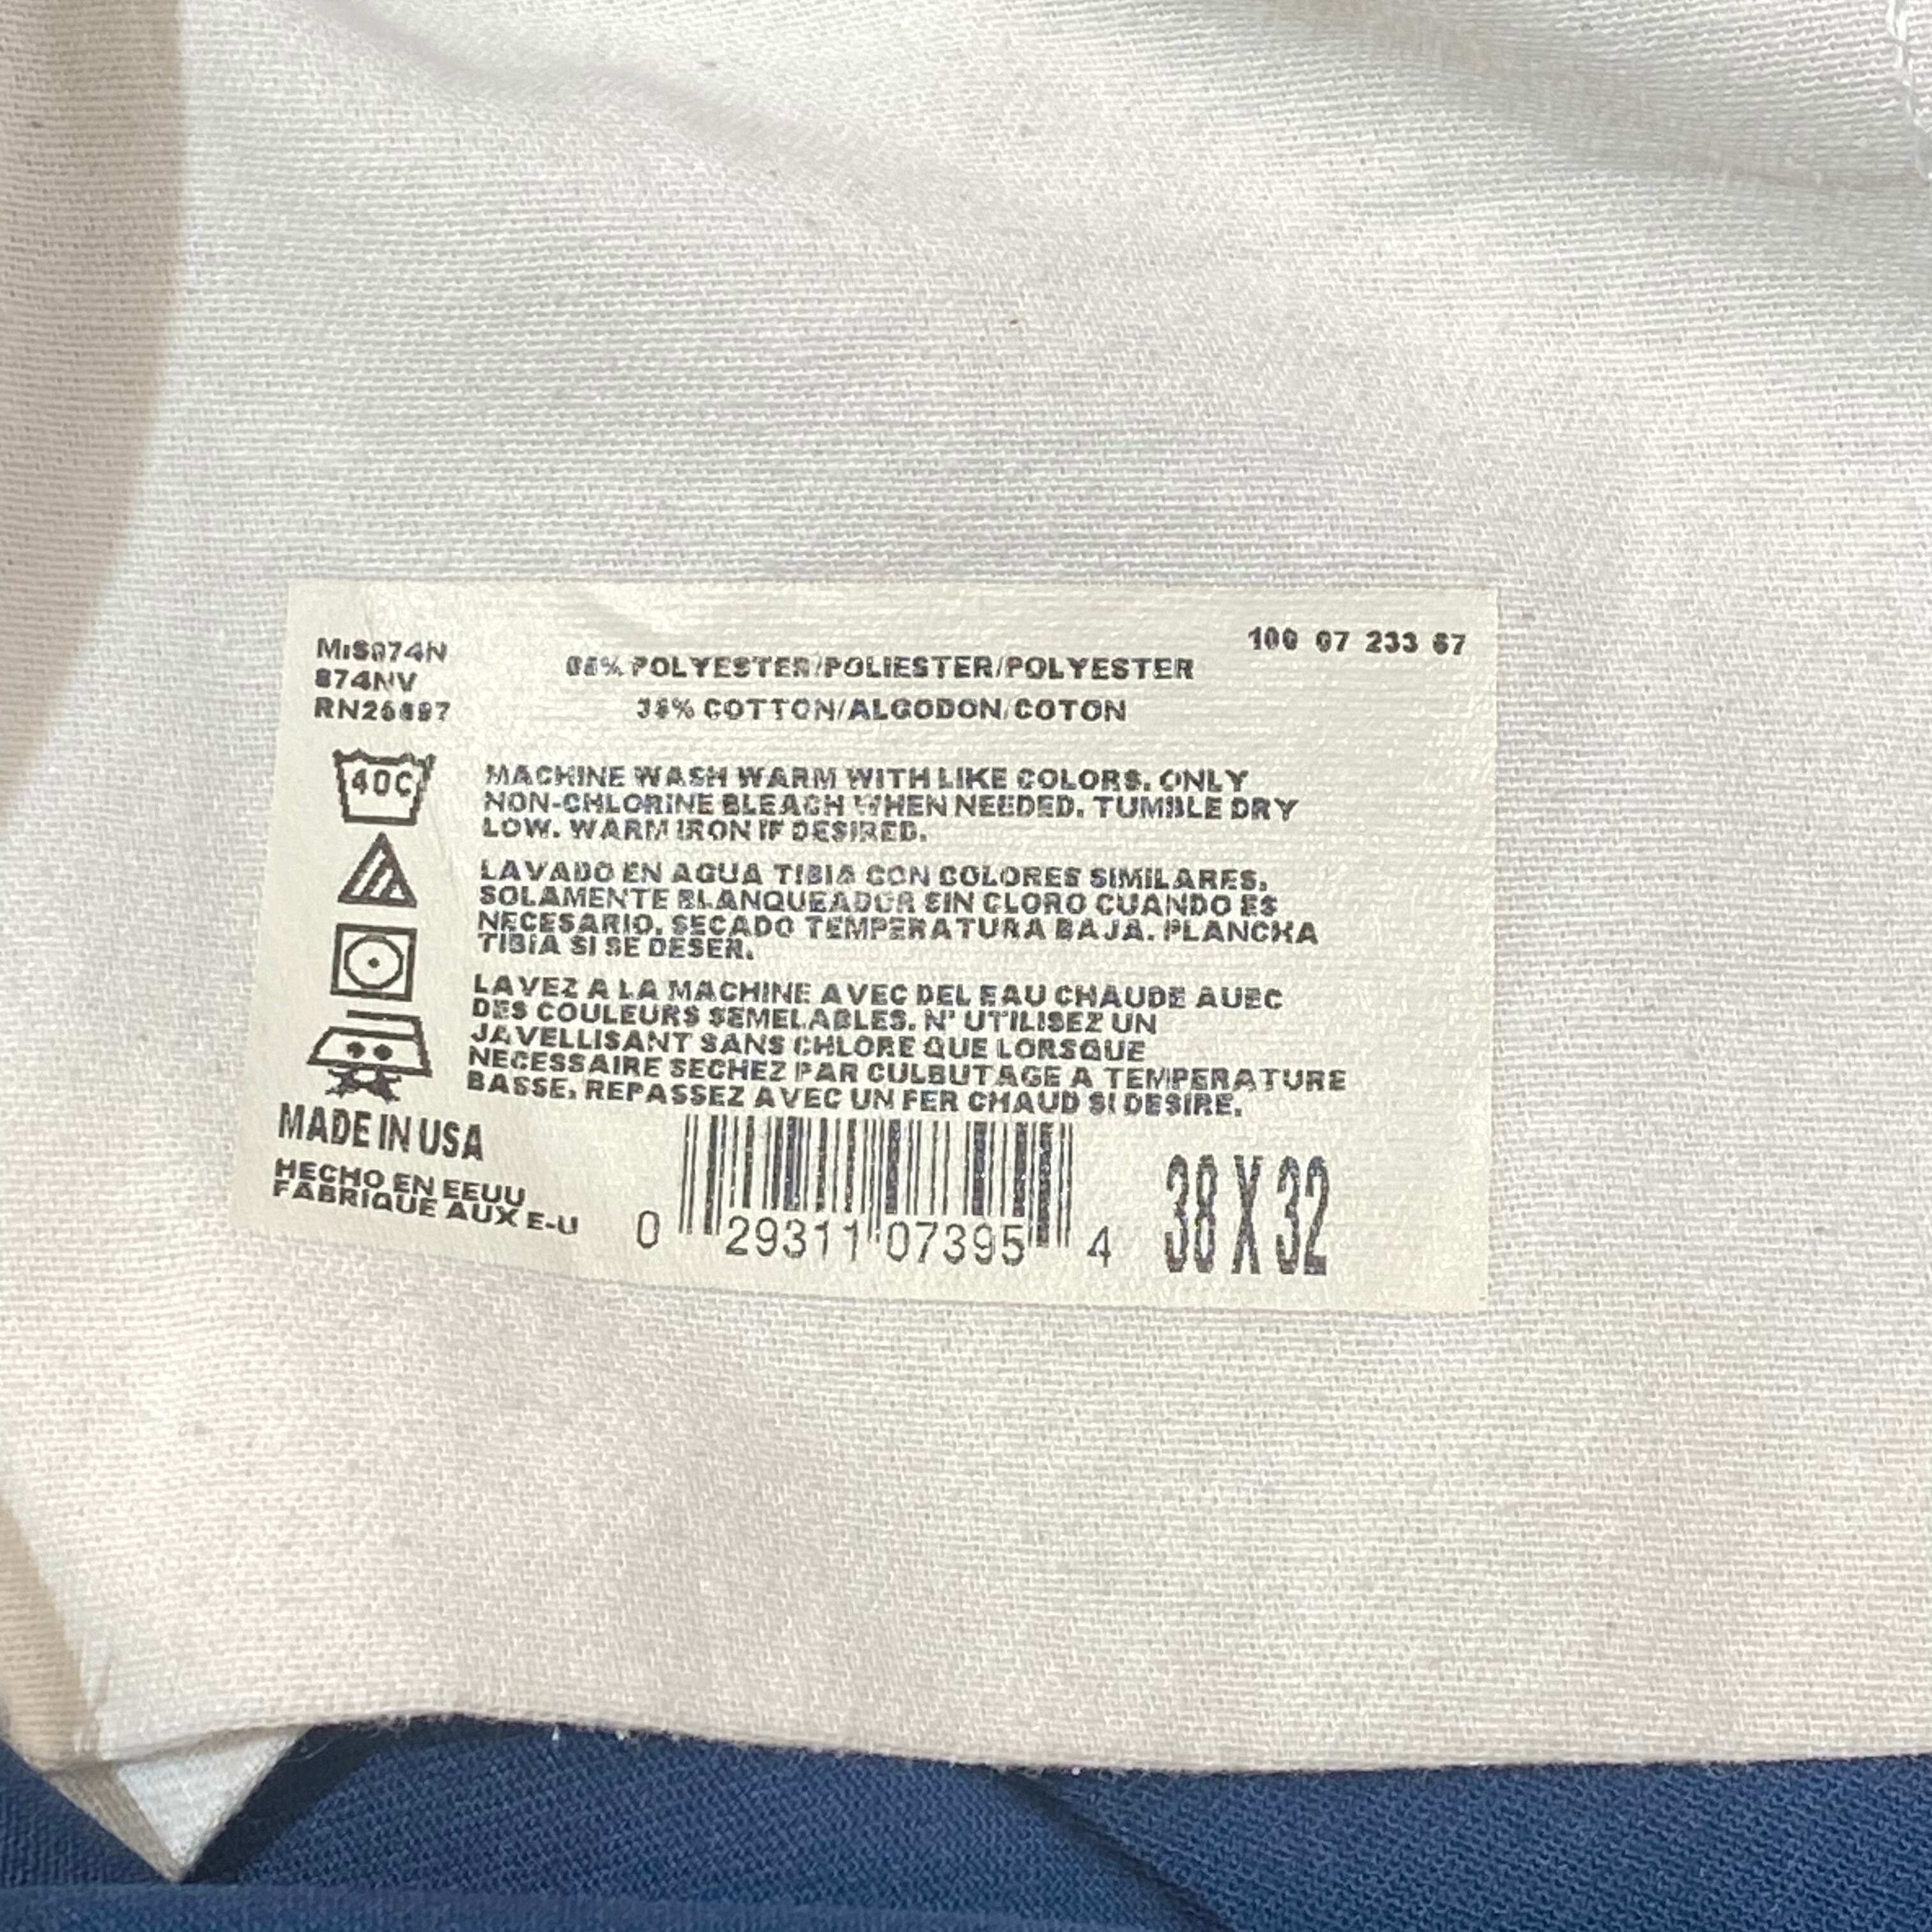 874NV
100 07 233 67
65% POLYESTER/POLIESTER/POLYESTER
35% COTTON/ALGODON/COTON
40C
MACHINE WASH WARM WITH LIKE COLORS. ONLY
NON-CHLORINE BLEACH WHEN NEEDED. TUMBLE DRY
LOW. WARM IRON IF DESIRED.
LAVADO EN AGUA TIBIA CON COLORES SIMILARES.
SOLAMENTE BLANQUEADOR SIN CLORO CUANDO ES
NECESARIO. SECADO TEMPERATURA BAJA. PLANCHA
TIBIA SI SE DESER.
LAVEZ A LA MACHINE AVEC DEL EAU CHAUDE AUEC
DES COULEURS SEMELABLES. N' UTILISEZ UN
JAVELLISANT SANS CHLORE QUE LORSQUE
NECESSAIRE SECHEZ PAR CULBUTAGE A TEMPERATURE
BASSE, REPASSEZ AVEC UN FER CHAUD SI DESIRE.
MADE IN USA
HECHO EN EEUU
FABRIQUE AUX E-U
0 29311 07395 4
38 X 32